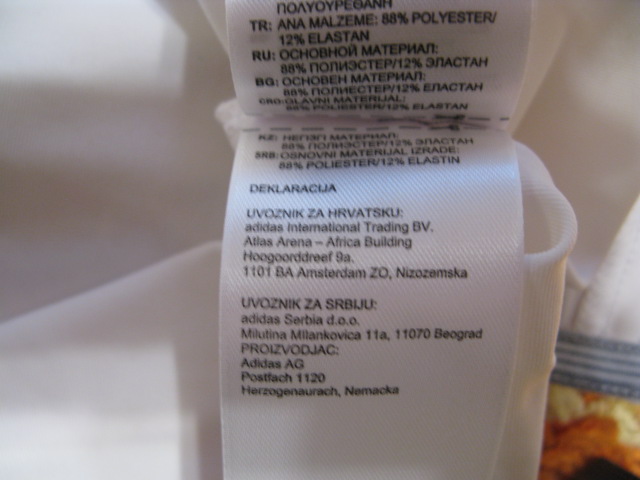 ПОЛУОУРЕΘАНН
TR: ANA MALZEME: 88% POLYESTER/
12% ELASTAN
RU: ОСНОВНОЙ МАТЕРИАЛ:
88% ПОЛИЭСТЕР/12% ЭЛАСТАН
BG: ОСНОВЕН МАТЕРИАЛ:
88% ПОЛИЕСТЕР/12% ЕЛАСТАН
CRO: GLAVNI MATERIJAL:
88% POLIESTER/12% ELASTAN
KZ: НЕГІЗГІ МАТЕРИАЛ:
88% ПОЛИЭСТЕР/12% ЭЛАСТАН
SRB: OSNOVNI MATERIJAL IZRADE:
88% POLIESTER/12% ELASTIN
DEKLARACIJA
UVOZNIK ZA HRVATSKU:
adidas International Trading BV.
Atlas Arena – Africa Building
Hoogoorddreef 9a.
1101 BA Amsterdam ZO, Nizozemska
UVOZNIK ZA SRBIJU:
adidas Serbia d.o.o.
Milutina Milankovica 11a, 11070 Beograd
PROIZVODJAC:
Adidas AG
Postfach 1120
Herzogenaurach, Nemacka